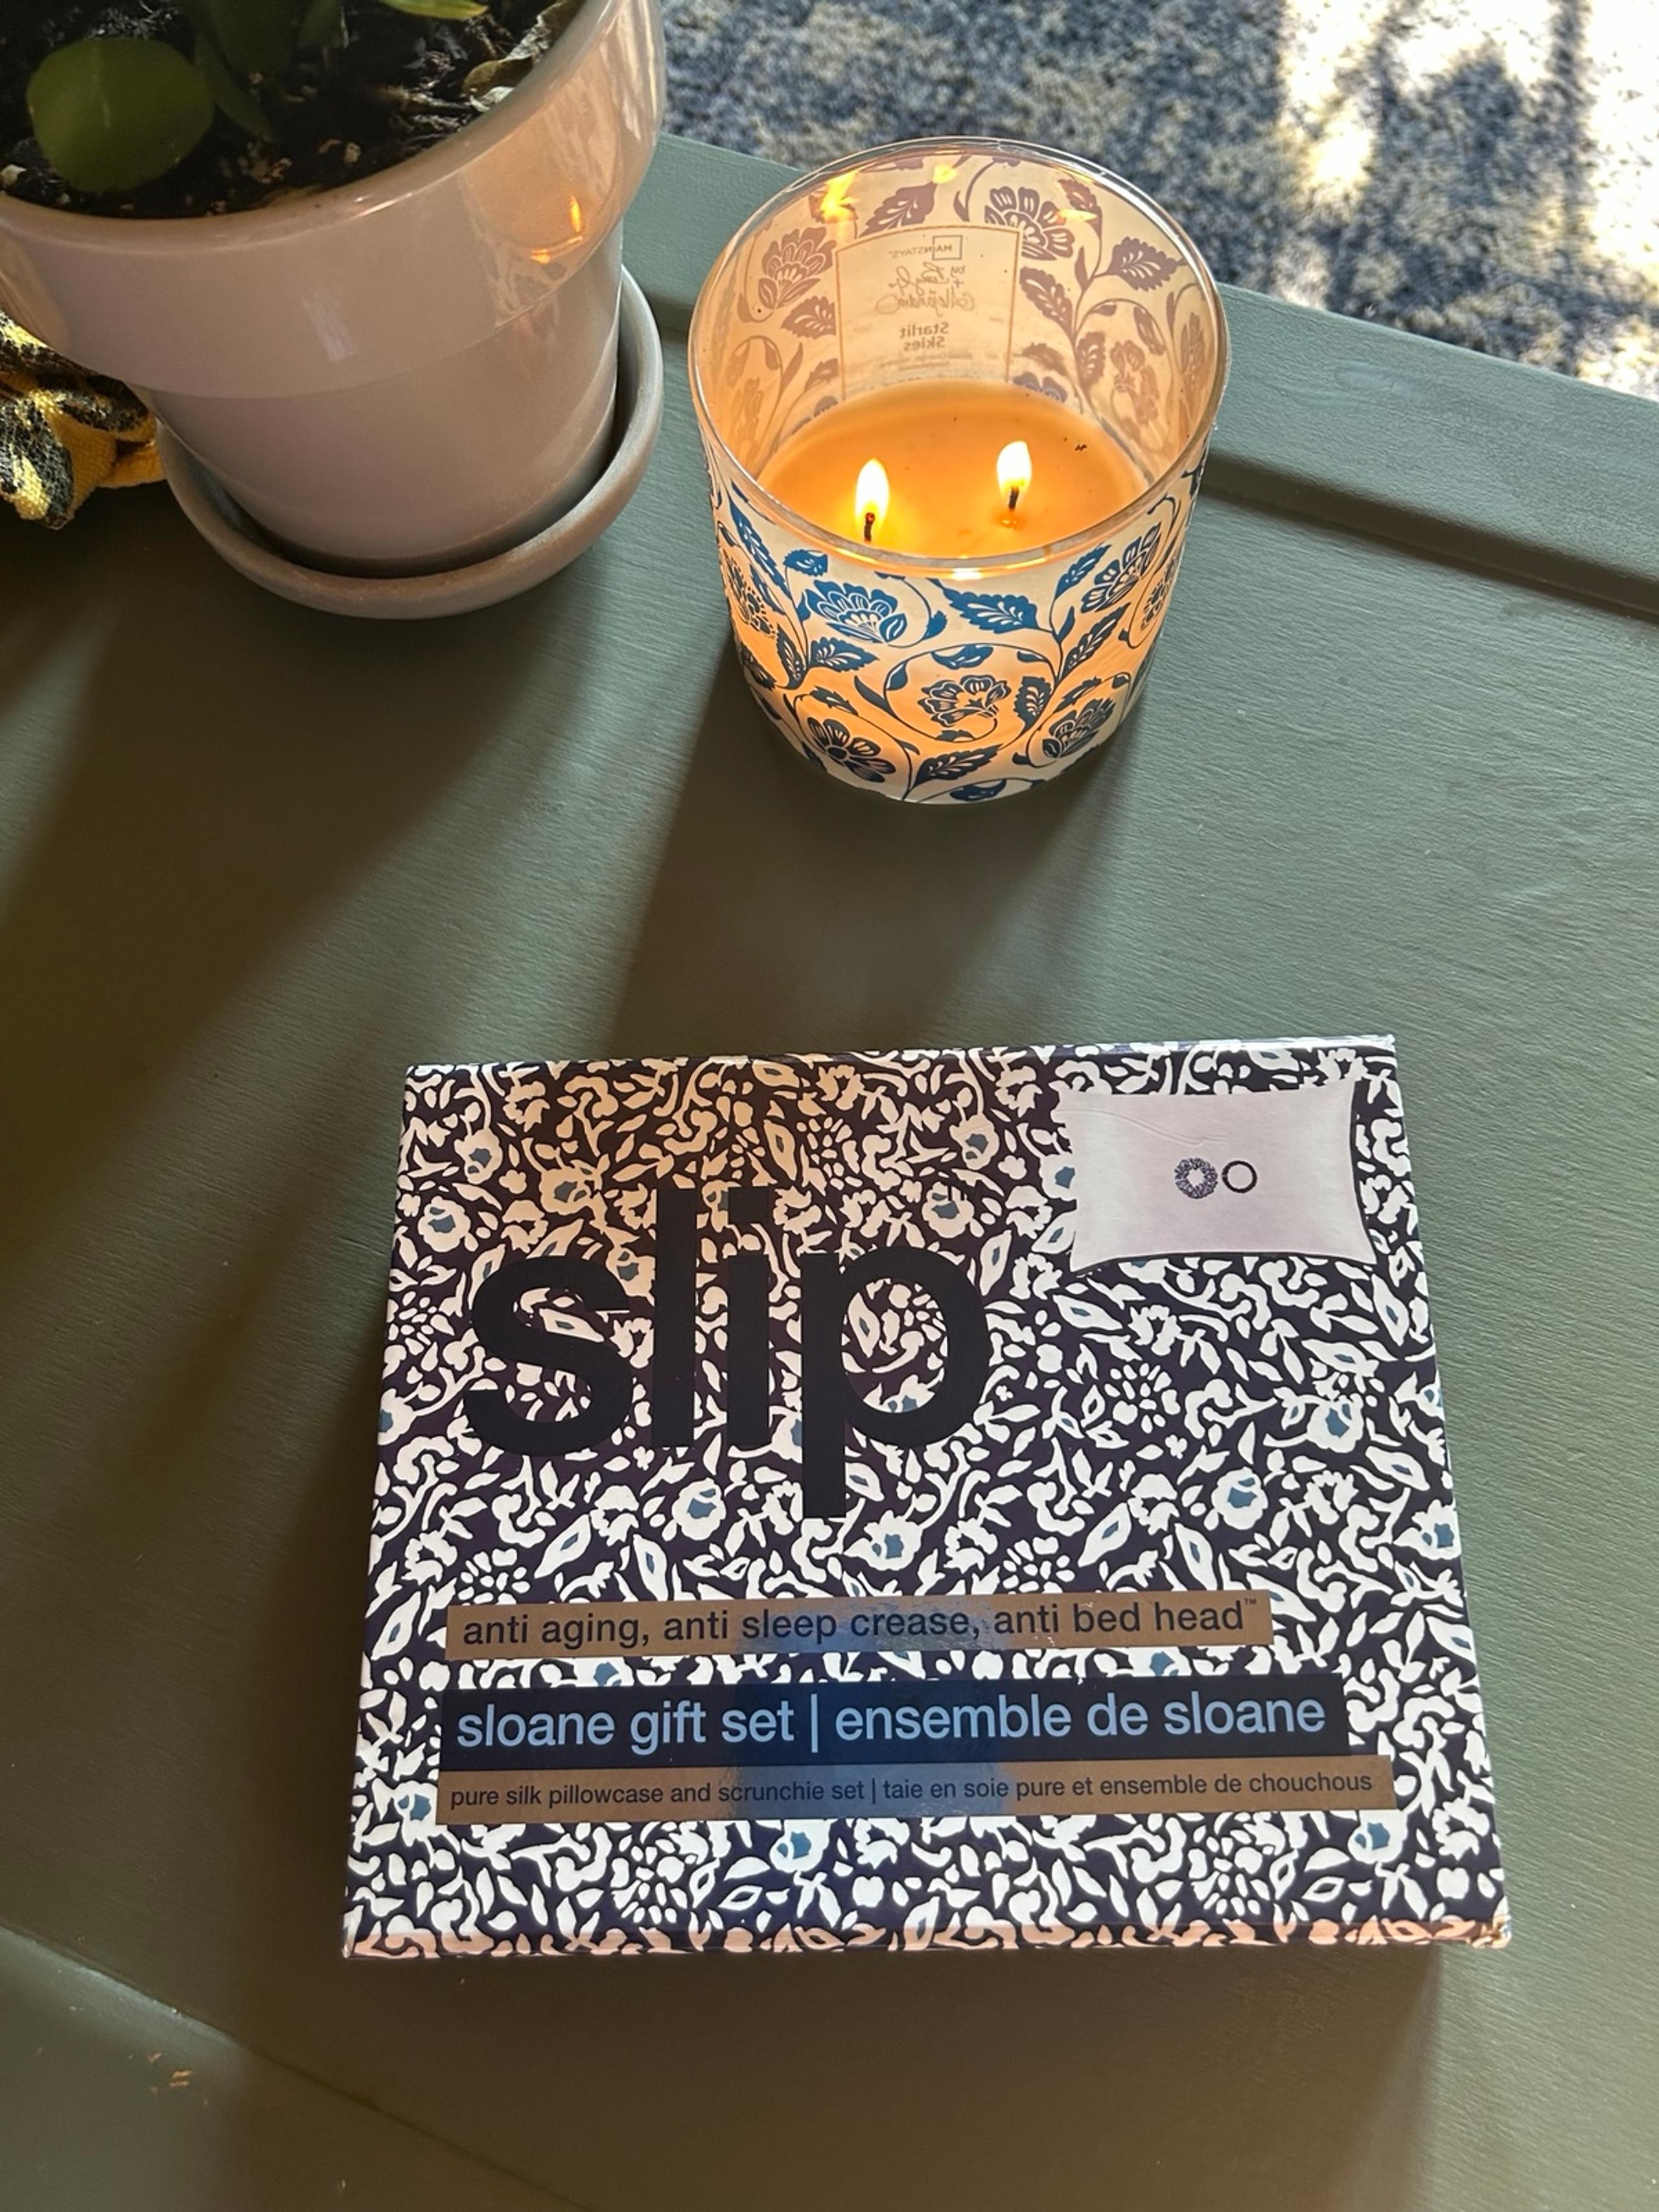 MAINSTAYS
by
+
Starlit
Skies
slip
anti aging, anti sleep crease, anti bed head™
sloane gift set | ensemble de sloane
pure silk pillowcase and scrunchie set | taie en soie pure et ensemble de chouchous